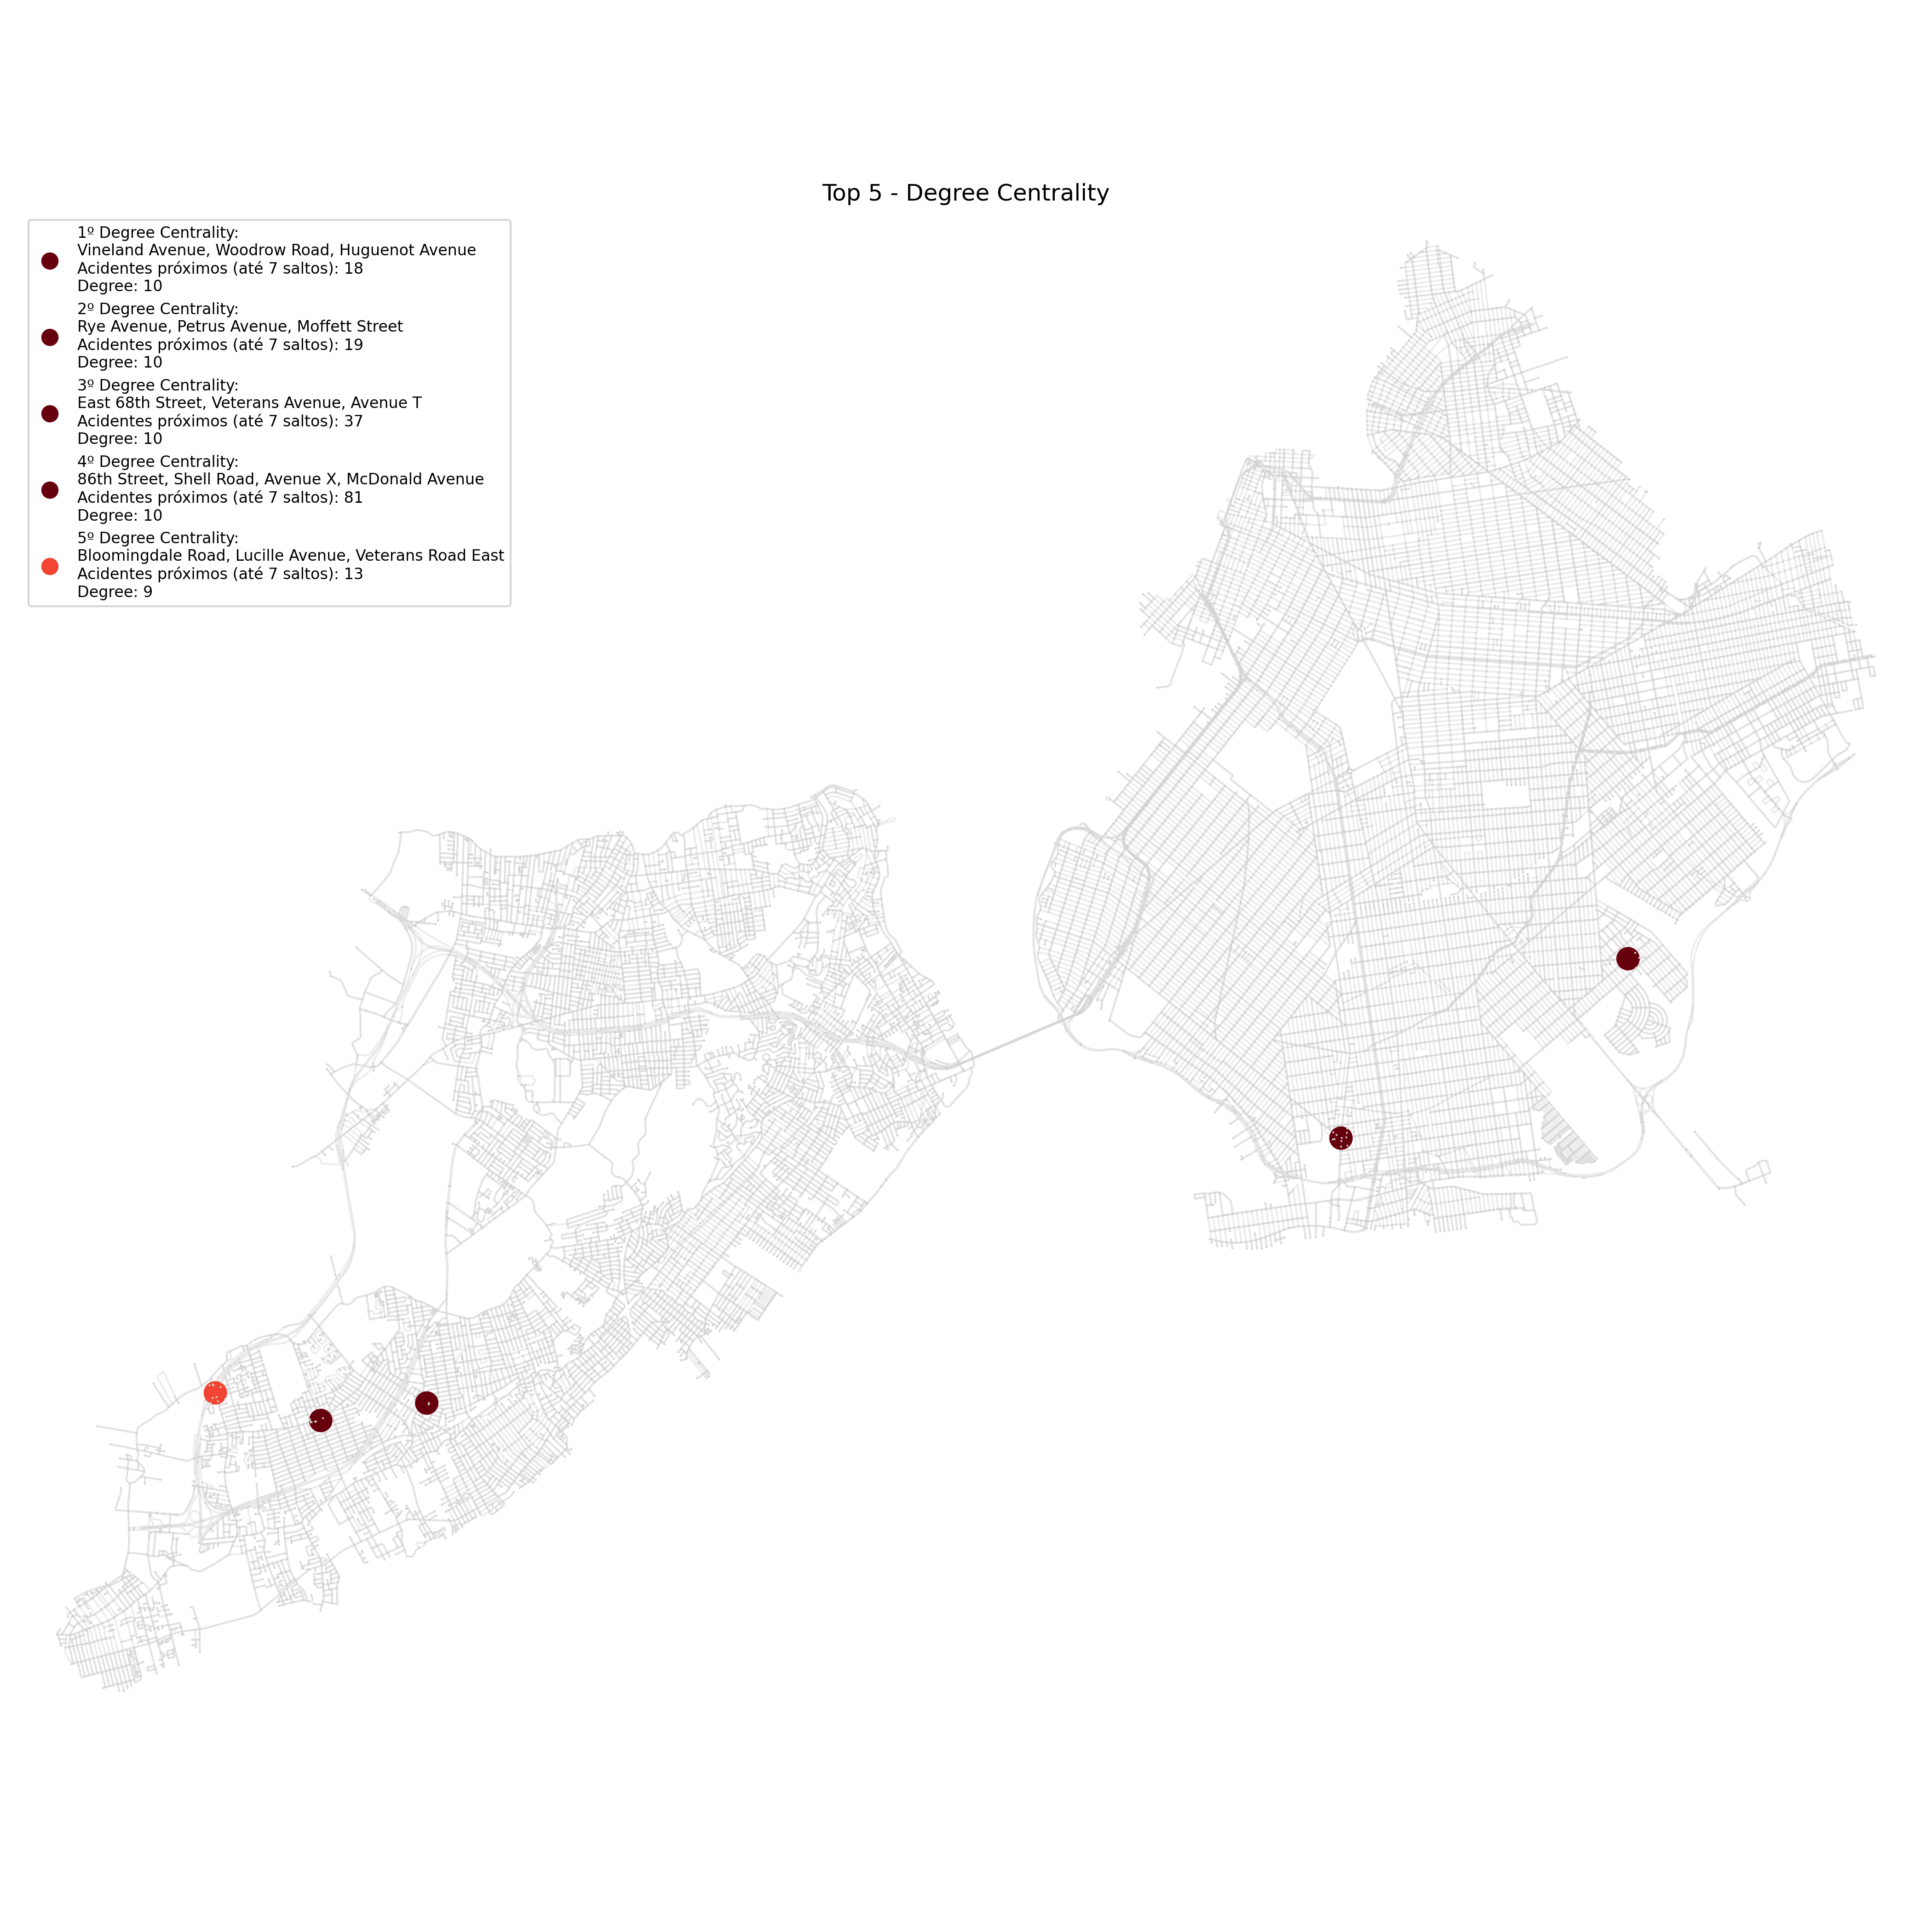 Top 5 - Degree Centrality
1º Degree Centrality:
Vineland Avenue, Woodrow Road, Huguenot Avenue
Acidentes próximos (até 7 saltos): 18
Degree: 10
2º Degree Centrality:
Rye Avenue, Petrus Avenue, Moffett Street
Acidentes próximos (até 7 saltos): 19
Degree: 10
3º Degree Centrality:
East 68th Street, Veterans Avenue, Avenue T
Acidentes próximos (até 7 saltos): 37
Degree: 10
4º Degree Centrality:
86th Street, Shell Road, Avenue X, McDonald Avenue
Acidentes próximos (até 7 saltos): 81
Degree: 10
5º Degree Centrality:
Bloomingdale Road, Lucille Avenue, Veterans Road East
Acidentes próximos (até 7 saltos): 13
Degree: 9